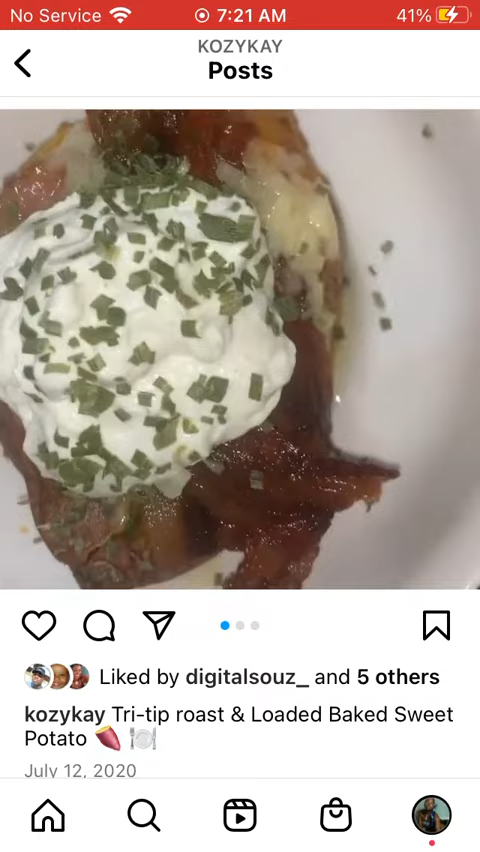 No Service 7:21 AM 41%
KOZYKAY
Posts
Liked by digitalsouz_ and 5 others
kozykay Tri-tip roast & Loaded Baked Sweet
Potato 🍠 🍽️
July 12, 2020